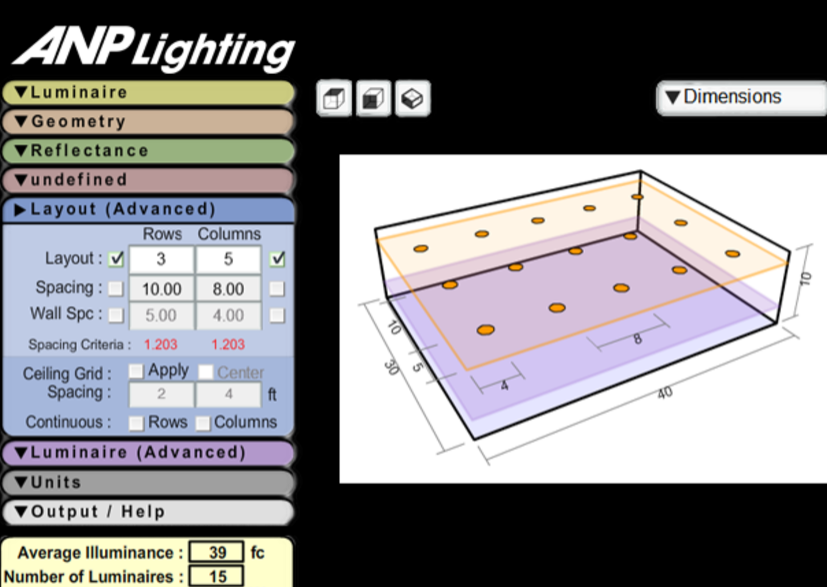 ANP Lighting
▼Luminaire
▼Geometry
▼Reflectance
▼undefined
▶Layout (Advanced)
Rows Columns
Layout : 3 5
Spacing : 10.00 8.00
Wall Spc : 5.00 4.00
Spacing Criteria : 1.203 1.203
Ceiling Grid : Apply Center
Spacing : 2 4 ft
Continuous : Rows Columns
▼Luminaire (Advanced)
▼Units
▼Output / Help
Average Illuminance : 39 fc
Number of Luminaires : 15
▼Dimensions
10
10
8
5
30
4
40